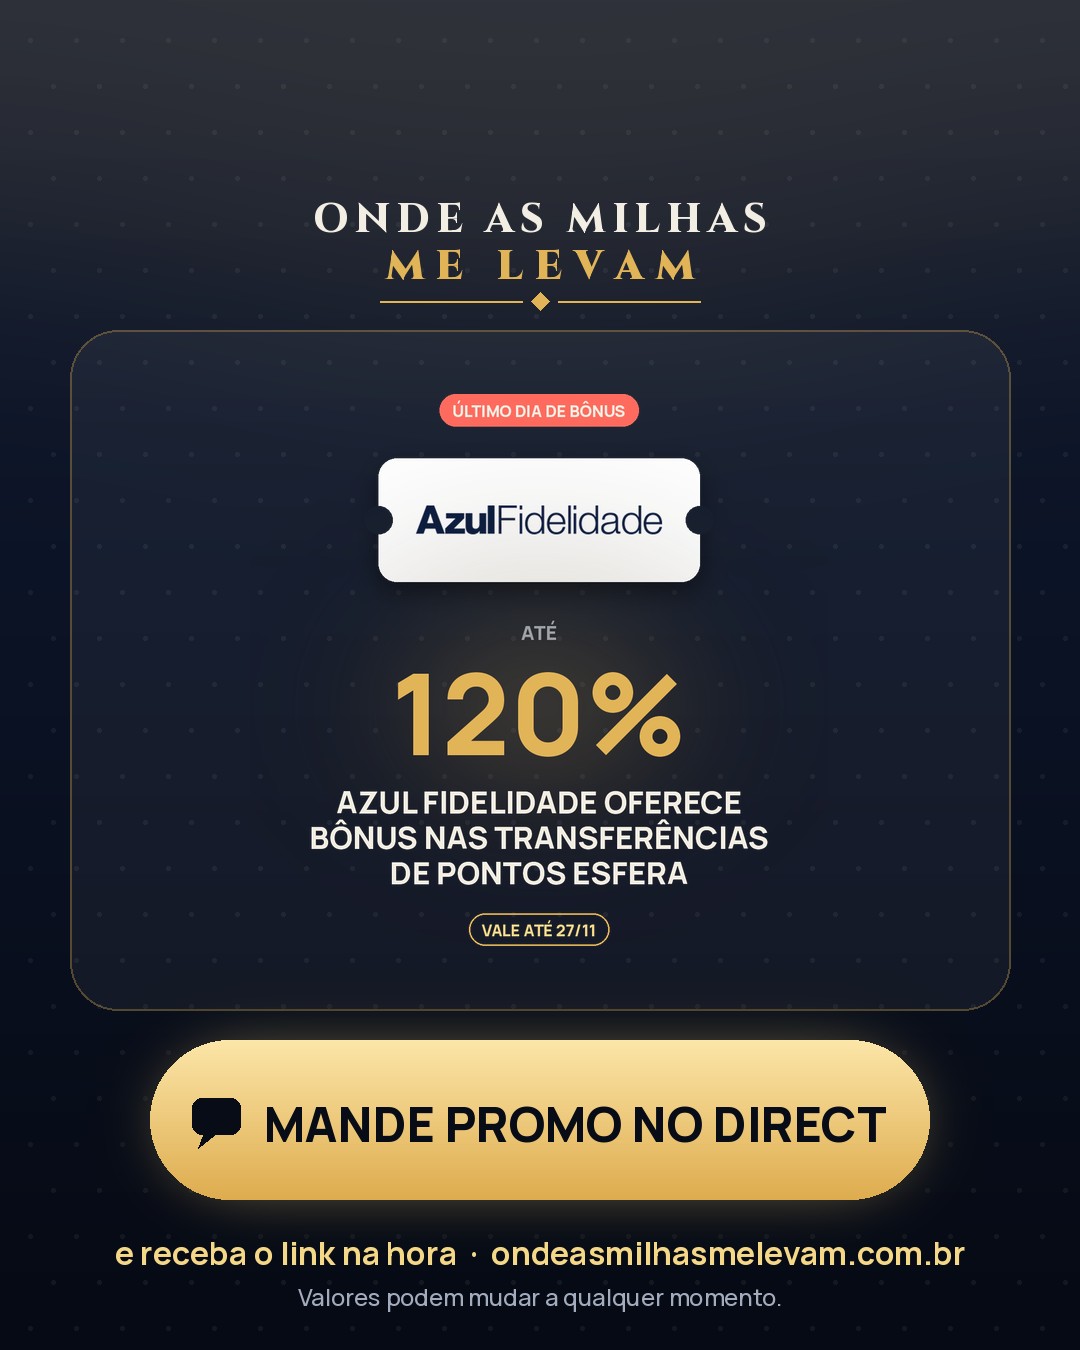 ONDE AS MILHAS
ME LEVAM
ÚLTIMO DIA DE BÔNUS
AzulFidelidade
ATÉ
120%
AZUL FIDELIDADE OFERECE
BÔNUS NAS TRANSFERÊNCIAS
DE PONTOS ESFERA
VALE ATÉ 27/11
MANDE PROMO NO DIRECT
e receba o link na hora · ondeasmilhasmelevam.com.br
Valores podem mudar a qualquer momento.